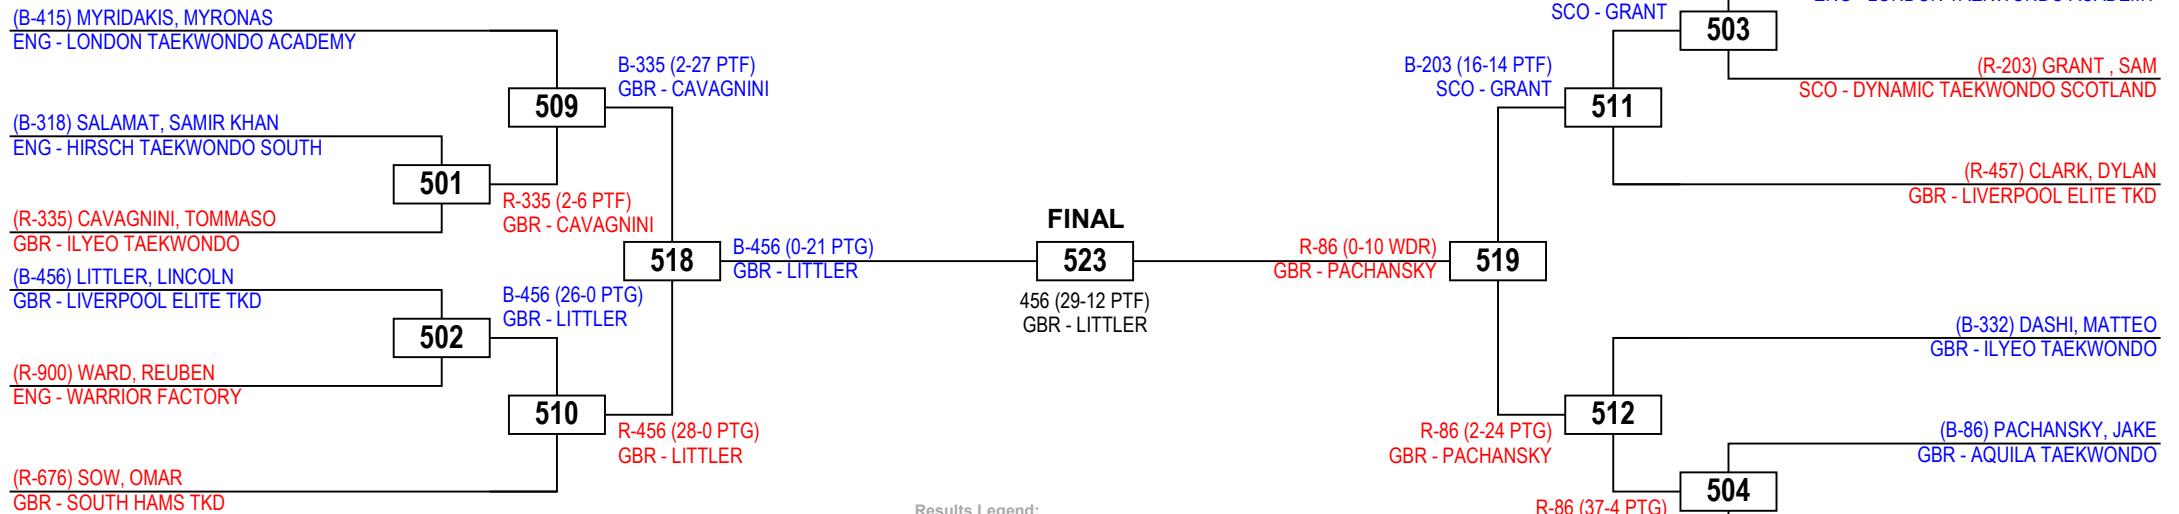 (B-415) MYRIDAKIS, MYRONAS
ENG - LONDON TAEKWONDO ACADEMY
509
B-335 (2-27 PTF)
GBR - CAVAGNINI
(B-318) SALAMAT, SAMIR KHAN
ENG - HIRSCH TAEKWONDO SOUTH
501
R-335 (2-6 PTF)
GBR - CAVAGNINI
(R-335) CAVAGNINI, TOMMASO
GBR - ILYEO TAEKWONDO
518
B-456 (0-21 PTG)
GBR - LITTLER
(B-456) LITTLER, LINCOLN
GBR - LIVERPOOL ELITE TKD
502
B-456 (26-0 PTG)
GBR - LITTLER
(R-900) WARD, REUBEN
ENG - WARRIOR FACTORY
510
R-456 (28-0 PTG)
GBR - LITTLER
(R-676) SOW, OMAR
GBR - SOUTH HAMS TKD
FINAL
523
456 (29-12 PTF)
GBR - LITTLER
Results Legend:
SCO - GRANT
503
ENG - LONDON TAEKWONDO ACADEMY
B-203 (16-14 PTF)
SCO - GRANT
511
(R-203) GRANT , SAM
SCO - DYNAMIC TAEKWONDO SCOTLAND
(R-457) CLARK, DYLAN
GBR - LIVERPOOL ELITE TKD
R-86 (0-10 WDR)
GBR - PACHANSKY
519
(B-332) DASHI, MATTEO
GBR - ILYEO TAEKWONDO
512
R-86 (2-24 PTG)
GBR - PACHANSKY
(B-86) PACHANSKY, JAKE
GBR - AQUILA TAEKWONDO
504
R-86 (37-4 PTG)